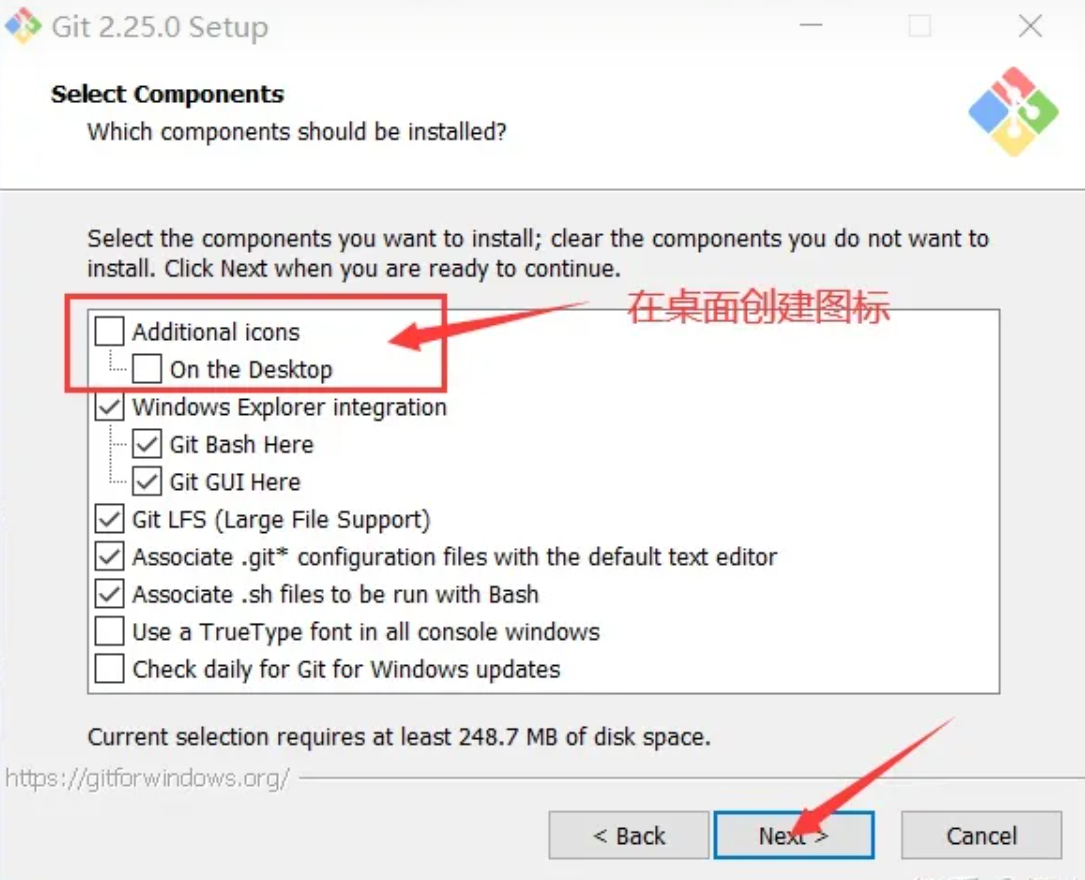 Git 2.25.0 Setup
Select Components
Which components should be installed?
Select the components you want to install; clear the components you do not want to
install. Click Next when you are ready to continue.
在桌面创建图标
Additional icons
On the Desktop
Windows Explorer integration
Git Bash Here
Git GUI Here
Git LFS (Large File Support)
Associate .git* configuration files with the default text editor
Associate .sh files to be run with Bash
Use a TrueType font in all console windows
Check daily for Git for Windows updates
Current selection requires at least 248.7 MB of disk space.
https://gitforwindows.org/
< Back
Next >
Cancel